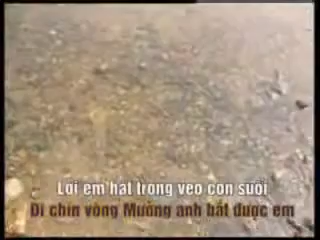 Lời em hát trong veo con suối
Đi chín vòng Mường anh bắt được em